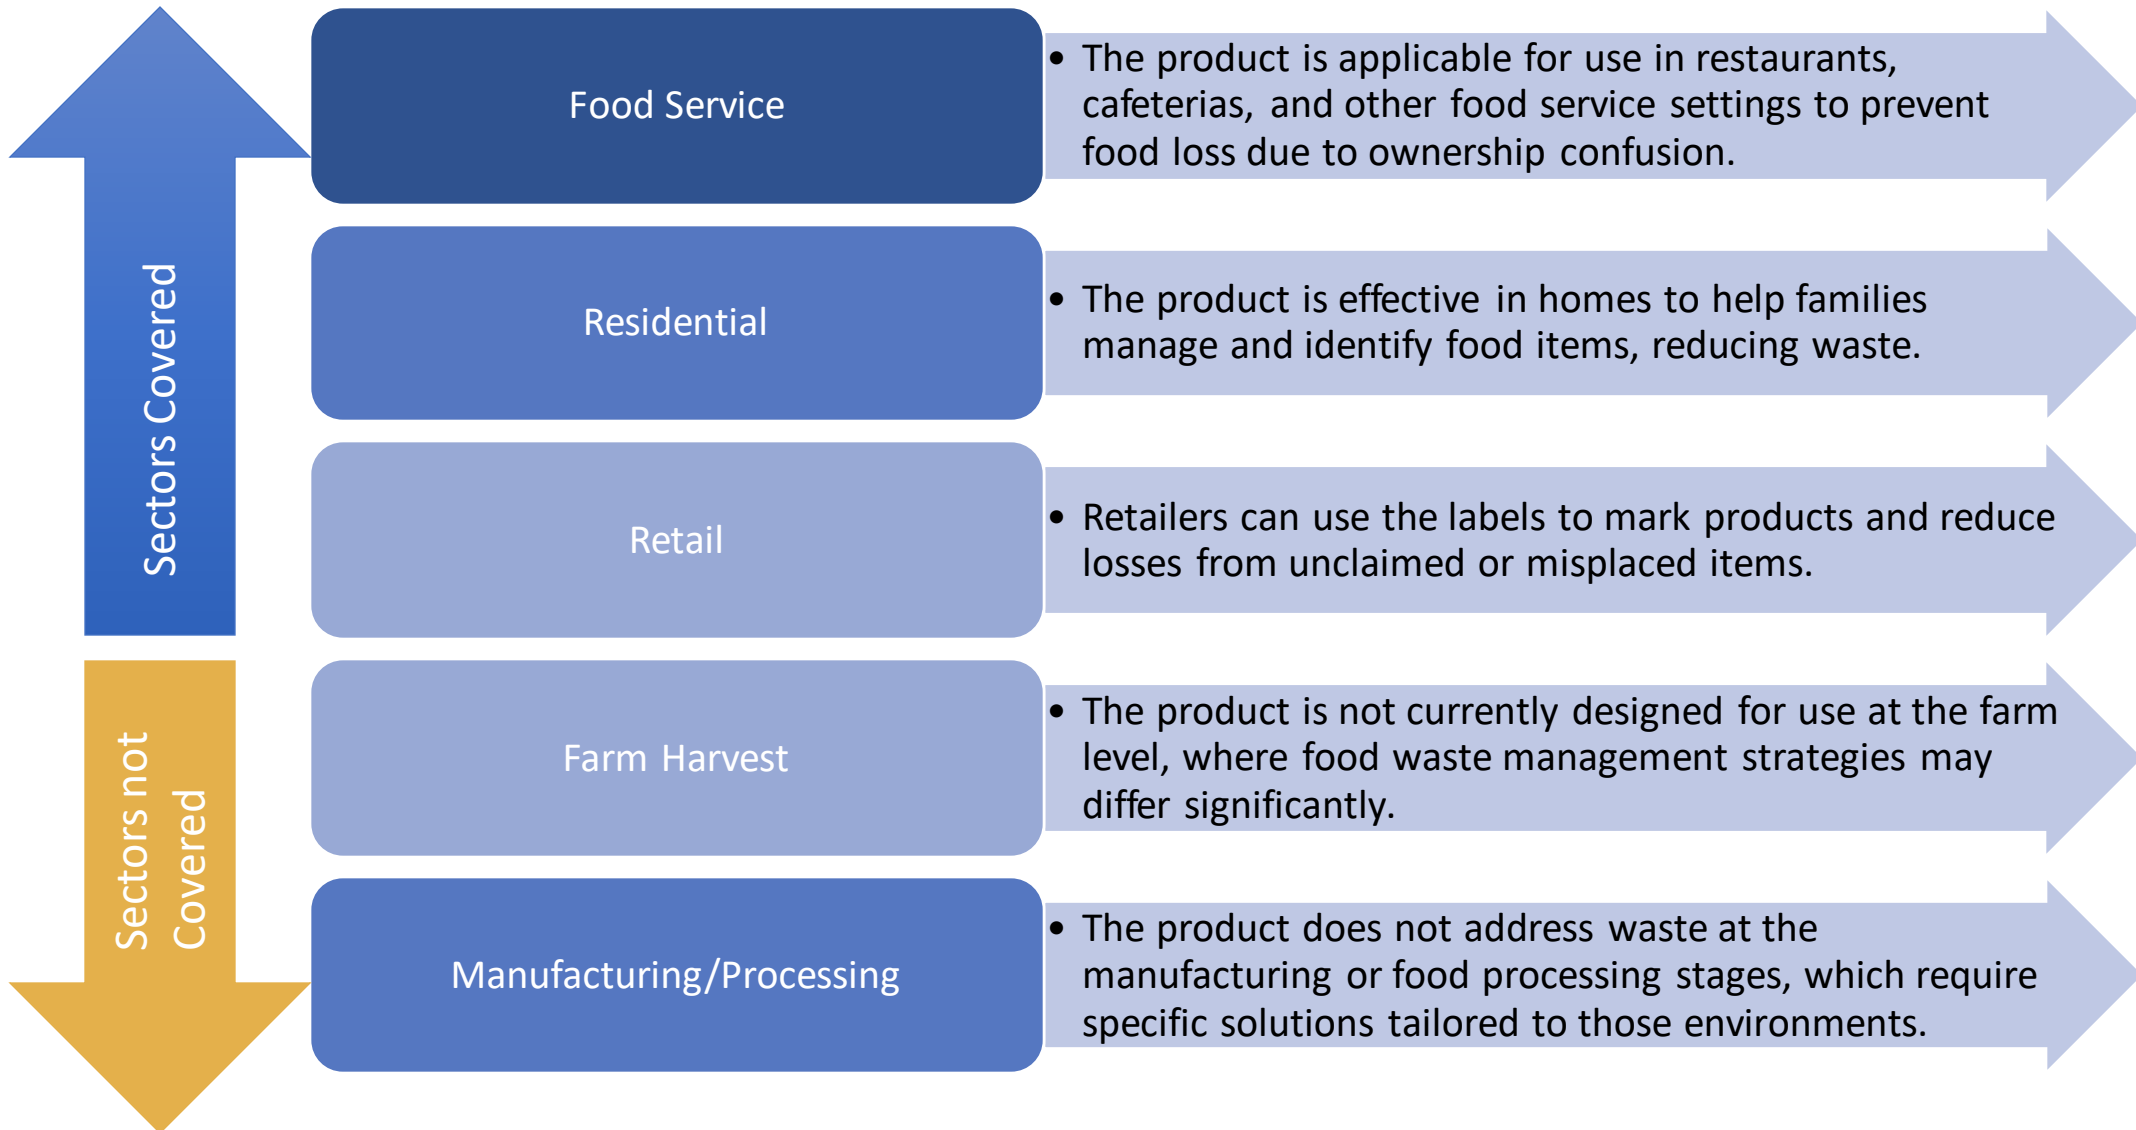 Sectors Covered
Food Service
• The product is applicable for use in restaurants,
cafeterias, and other food service settings to prevent
food loss due to ownership confusion.
Residential
• The product is effective in homes to help families
manage and identify food items, reducing waste.
Retail
• Retailers can use the labels to mark products and reduce
losses from unclaimed or misplaced items.
Sectors not
Covered
Farm Harvest
• The product is not currently designed for use at the farm
level, where food waste management strategies may
differ significantly.
Manufacturing/Processing
• The product does not address waste at the
manufacturing or food processing stages, which require
specific solutions tailored to those environments.